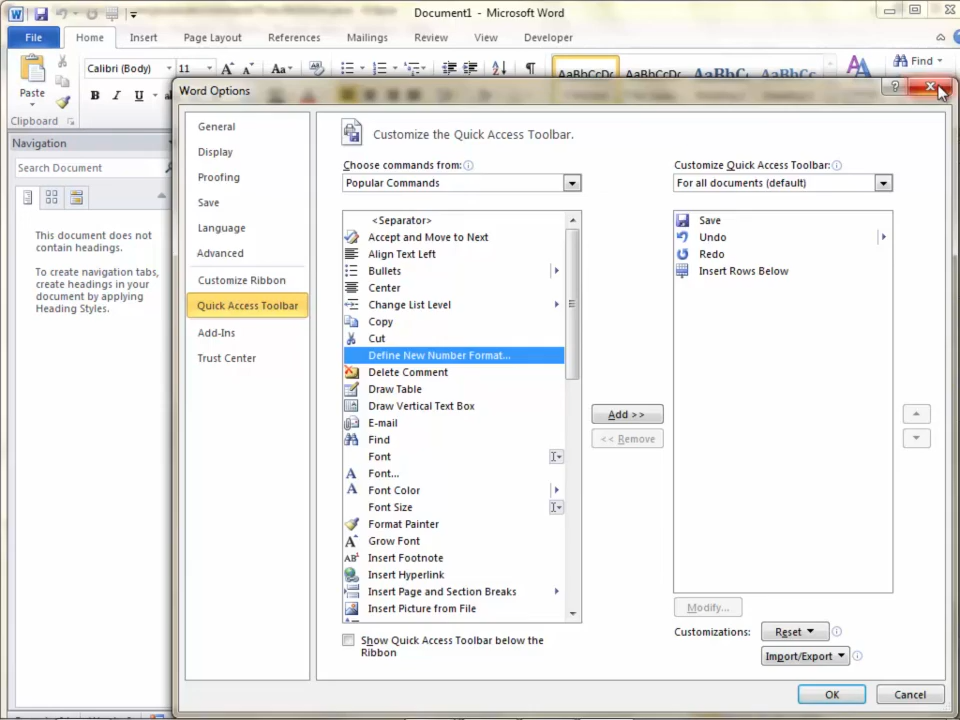 Document1 - Microsoft Word
File Home Insert Page Layout References Mailings Review View Developer
Paste
Clipboard
Calibri (Body) 11 Aa
B I U
AaBbCcDc AaBbCcDc AaBbC AaBbCc A
Find
Navigation
Search Document
This document does not
contain headings.
To create navigation tabs,
create headings in your
document by applying
Heading Styles.
Word Options
General
Display
Proofing
Save
Language
Advanced
Customize Ribbon
Quick Access Toolbar
Add-Ins
Trust Center
Customize the Quick Access Toolbar.
Choose commands from:
Popular Commands
<Separator>
Accept and Move to Next
Align Text Left
Bullets
Center
Change List Level
Copy
Cut
Define New Number Format...
Delete Comment
Draw Table
Draw Vertical Text Box
E-mail
Find
Font
Font...
Font Color
Font Size
Format Painter
Grow Font
Insert Footnote
Insert Hyperlink
Insert Page and Section Breaks
Insert Picture from File
Show Quick Access Toolbar below the
Ribbon
Add >>
<< Remove
Customize Quick Access Toolbar:
For all documents (default)
Save
Undo
Redo
Insert Rows Below
Modify...
Customizations: Reset
Import/Export
OK Cancel